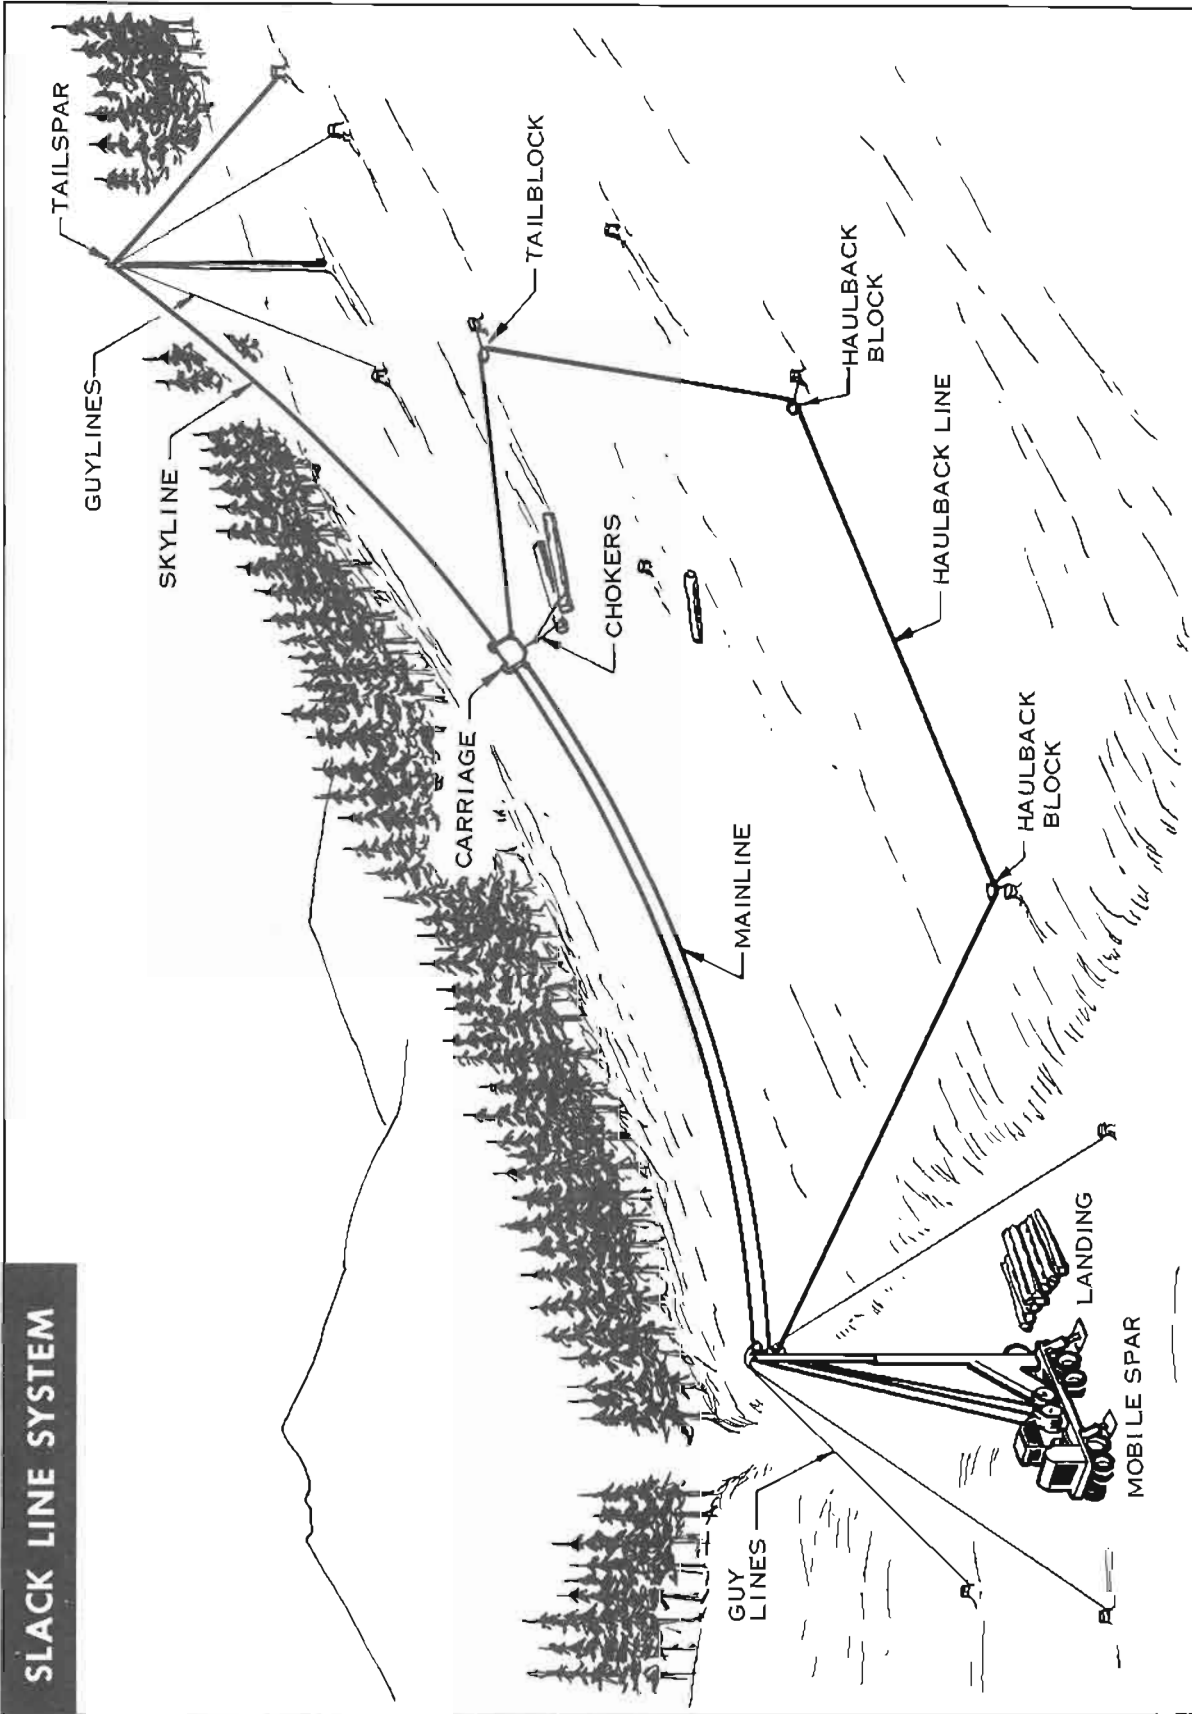 SLACK LINE SYSTEM
TAILSPAR
GUYLINES
SKYLINE
TAILBLOCK
CARRIAGE
CHOKERS
HAULBACK
BLOCK
MAINLINE
HAULBACK LINE
HAULBACK
BLOCK
GUY
LINES
LANDING
MOBILE SPAR